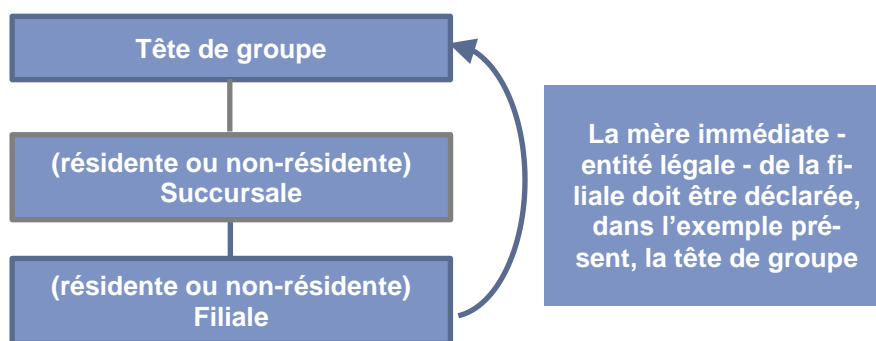 Tête de groupe
(résidente ou non-résidente)
Succursale
(résidente ou non-résidente)
Filiale
La mère immédiate -
entité légale - de la fi-
liale doit être déclarée,
dans l’exemple pré-
sent, la tête de groupe